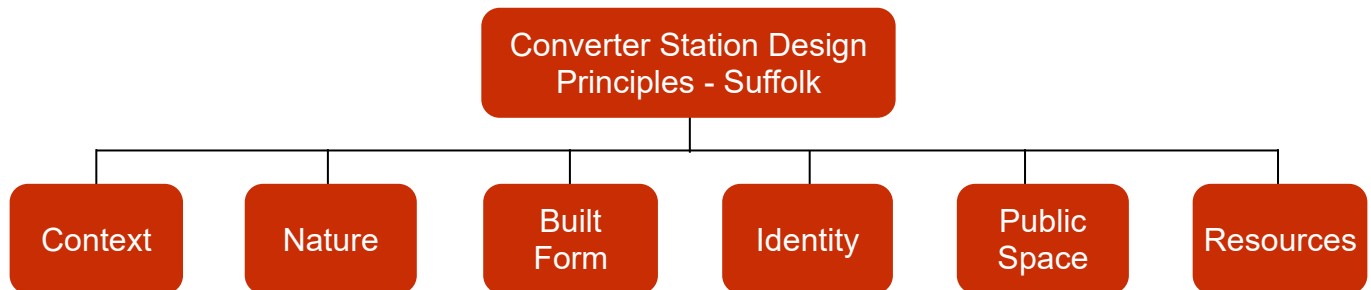 Converter Station Design
Principles - Suffolk
Context
Nature
Built
Form
Identity
Public
Space
Resources